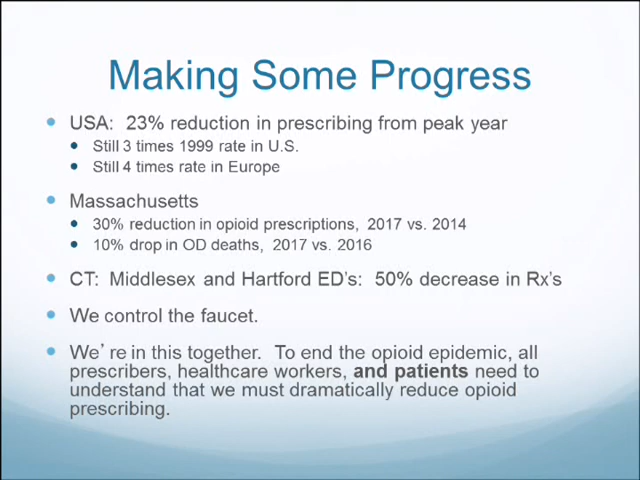 Making Some Progress
USA: 23% reduction in prescribing from peak year
Still 3 times 1999 rate in U.S.
Still 4 times rate in Europe
Massachusetts
30% reduction in opioid prescriptions, 2017 vs. 2014
10% drop in OD deaths, 2017 vs. 2016
CT: Middlesex and Hartford ED's: 50% decrease in Rx's
We control the faucet.
We're in this together. To end the opioid epidemic, all
prescribers, healthcare workers, and patients need to
understand that we must dramatically reduce opioid
prescribing.